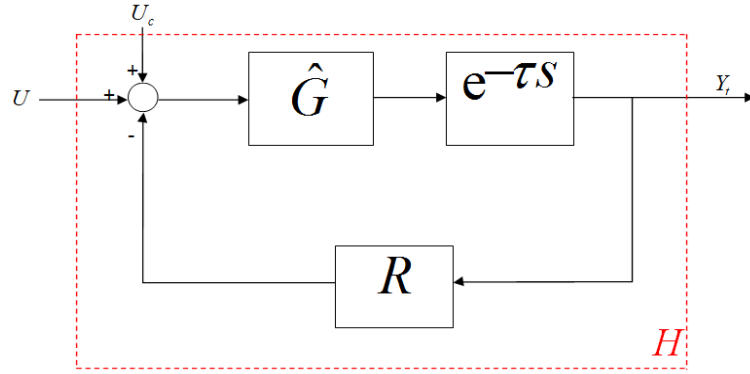 U_c
+
U
+
Ĝ
e^{-τs}
Y_t
-
R
H